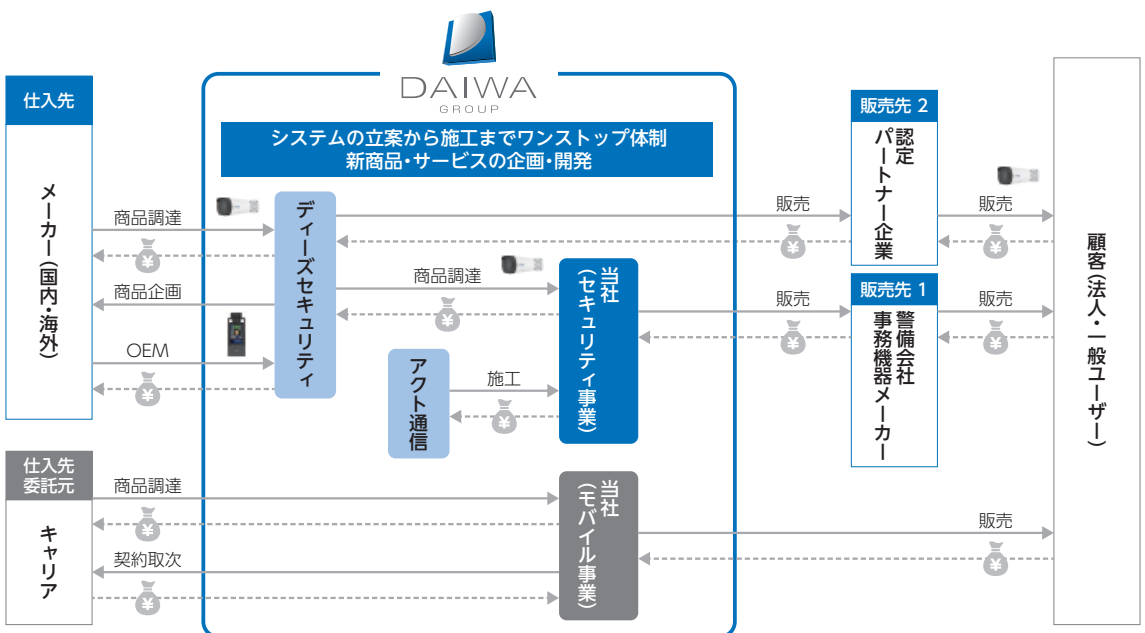 DAIWA
GROUP
システムの立案から施工までワンストップ体制
新商品・サービスの企画・開発
仕入先
メーカー(国内・海外)
商品調達
¥
商品企画
OEM
¥
ディーズセキュリティ
商品調達
¥
アクト通信
施工
¥
当社
(セキュリティ事業)
販売
¥
販売先 2
認定
パートナー企業
販売
¥
販売
¥
販売先 1
警備会社
事務機器メーカー
販売
¥
顧客(法人・一般ユーザー)
仕入先
委託元
キャリア
商品調達
¥
契約取次
¥
当社
(モバイル事業)
販売
¥